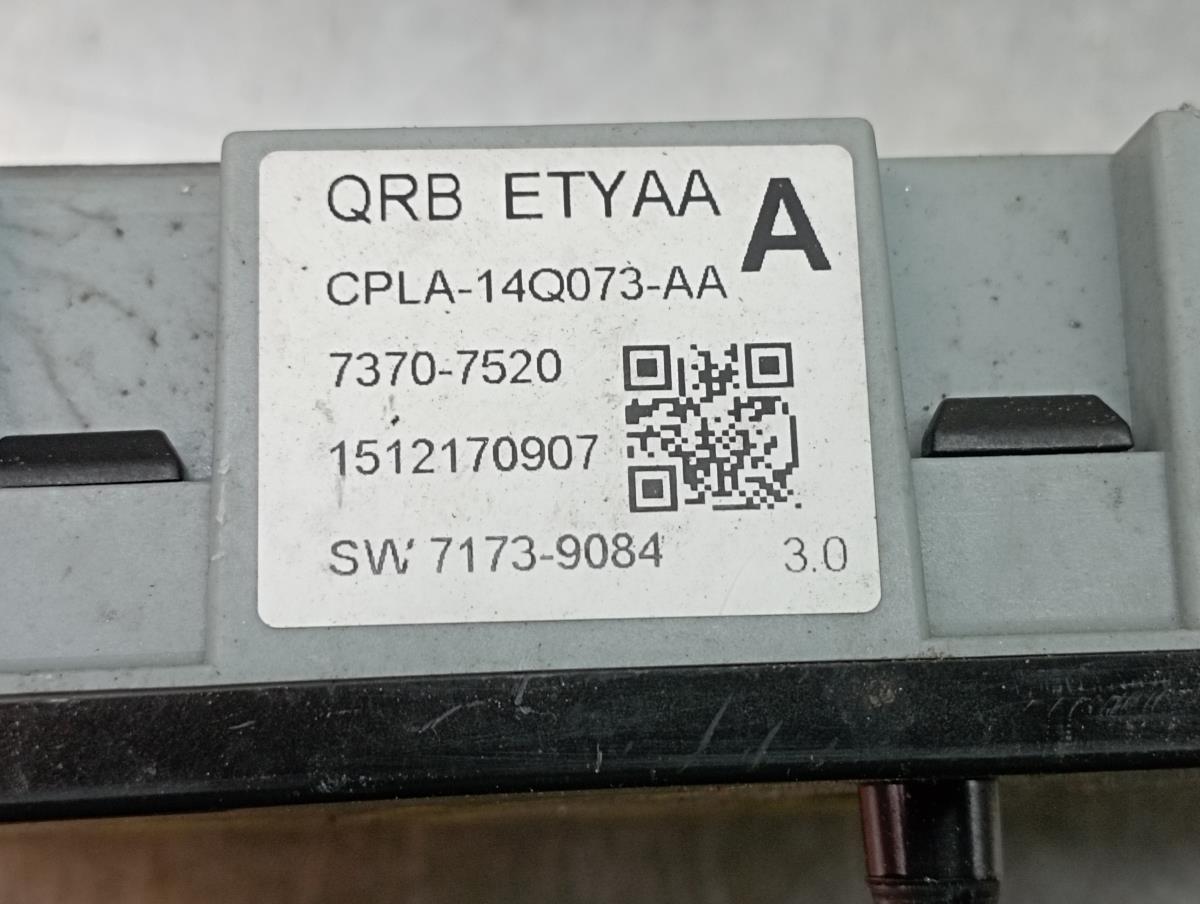 QRB ETYAA A
CPLA-14Q073-AA
7370-7520
1512170907
SW 7173-9084 3.0